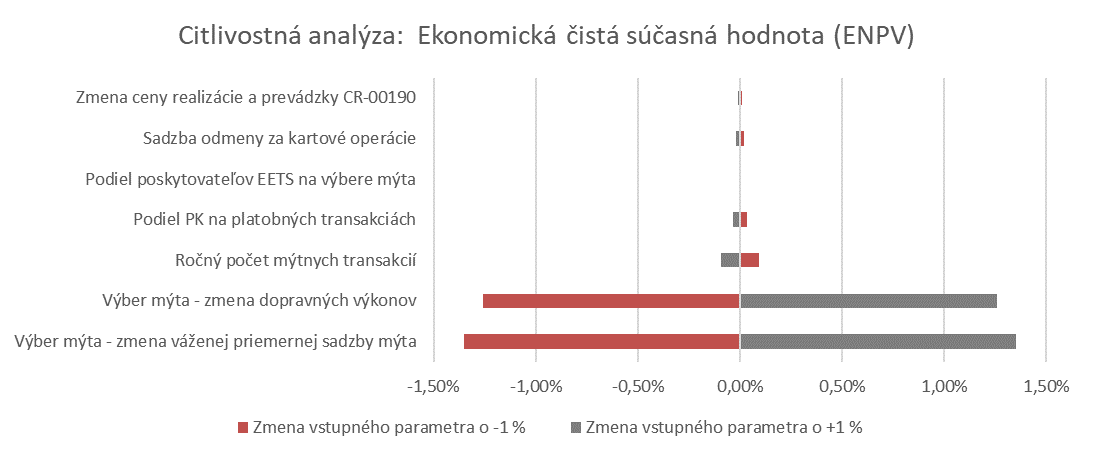 Citlivostná analýza:  Ekonomická čistá súčasná hodnota (ENPV)
Zmena ceny realizácie a prevádzky CR-00190
Sadzba odmeny za kartové operácie
Podiel poskytovateľov EETS na výbere mýta
Podiel PK na platobných transakciách
Ročný počet mýtnych transakcií
Výber mýta - zmena dopravných výkonov
Výber mýta - zmena váženej priemernej sadzby mýta
-1,50% -1,00% -0,50% 0,00% 0,50% 1,00% 1,50%
Zmena vstupného parametra o -1 % Zmena vstupného parametra o +1 %